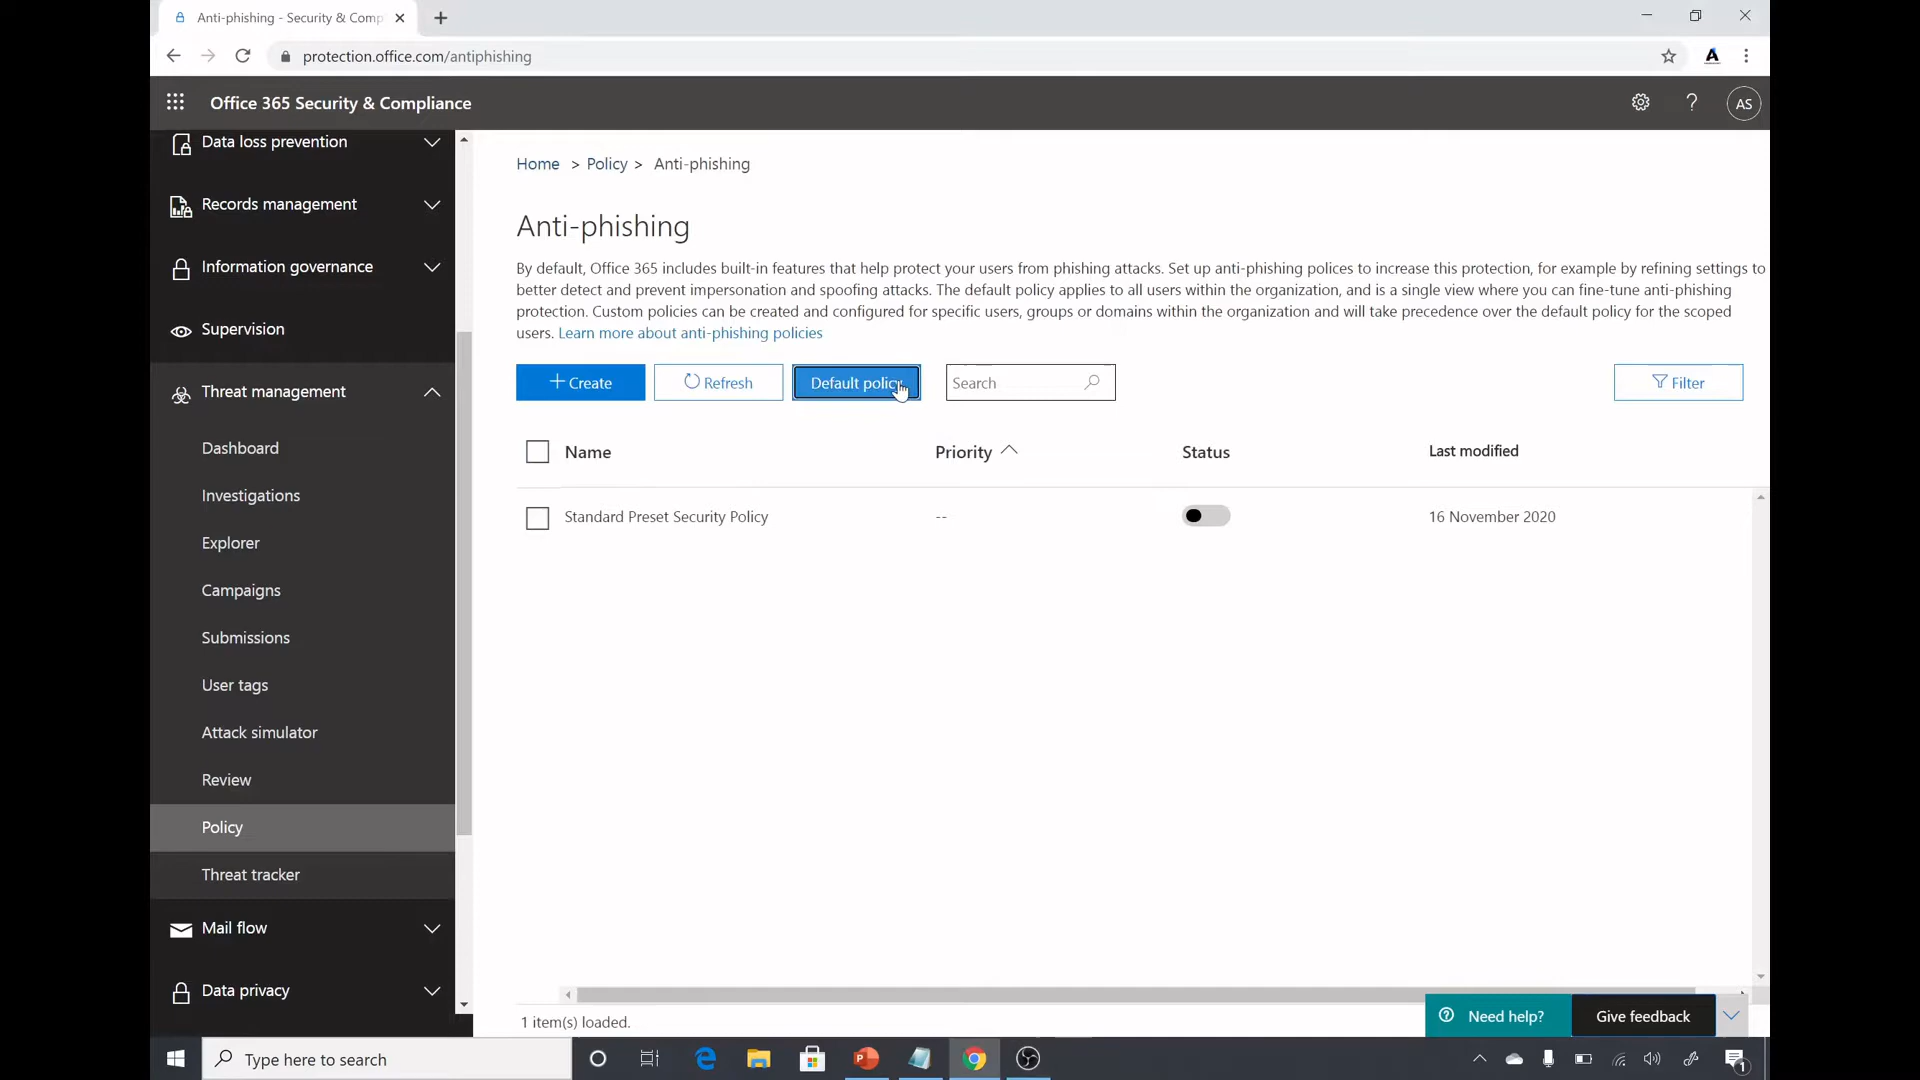 Anti-phishing - Security & Comp
protection.office.com/antiphishing
A
Office 365 Security & Compliance
?
AS
Data loss prevention
Records management
Information governance
Supervision
Threat management
Dashboard
Investigations
Explorer
Campaigns
Submissions
User tags
Attack simulator
Review
Policy
Threat tracker
Mail flow
Data privacy
Home > Policy > Anti-phishing
Anti-phishing
By default, Office 365 includes built-in features that help protect your users from phishing attacks. Set up anti-phishing polices to increase this protection, for example by refining settings to
better detect and prevent impersonation and spoofing attacks. The default policy applies to all users within the organization, and is a single view where you can fine-tune anti-phishing
protection. Custom policies can be created and configured for specific users, groups or domains within the organization and will take precedence over the default policy for the scoped
users. Learn more about anti-phishing policies
+ Create Refresh Default policy Search Filter
Name Priority Status Last modified
Standard Preset Security Policy -- 16 November 2020
1 item(s) loaded.
Need help? Give feedback
Type here to search
1